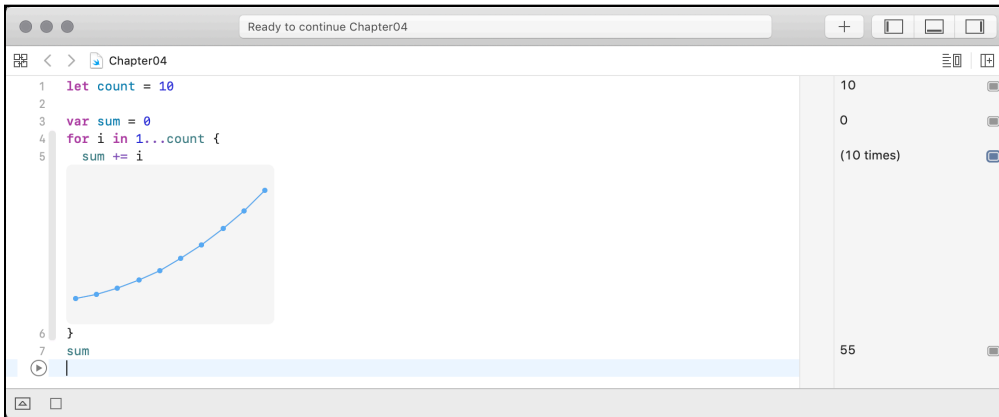 Ready to continue Chapter04
Chapter04
1 let count = 10 10
2
3 var sum = 0 0
4 for i in 1...count {
5 sum += i (10 times)
6 }
7 sum 55